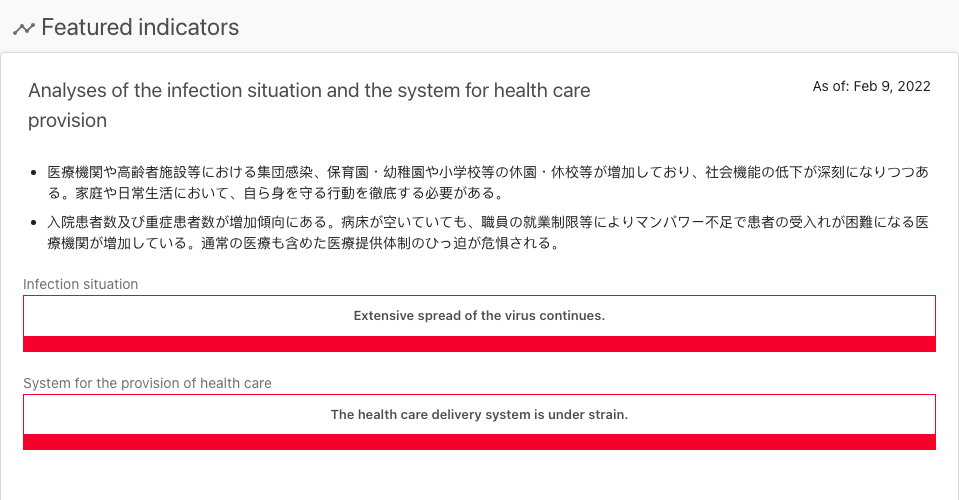 Featured indicators
Analyses of the infection situation and the system for health care
provision
As of: Feb 9, 2022
• 医療機関や高齢者施設等における集団感染、保育園・幼稚園や小学校等の休園・休校等が増加しており、社会機能の低下が深刻になりつつあ
る。家庭や日常生活において、自ら身を守る行動を徹底する必要がある。
• 入院患者数及び重症患者数が増加傾向にある。病床が空いていても、職員の就業制限等によりマンパワー不足で患者の受入れが困難になる医
療機関が増加している。通常の医療も含めた医療提供体制のひっ迫が危惧される。
Infection situation
Extensive spread of the virus continues.
System for the provision of health care
The health care delivery system is under strain.